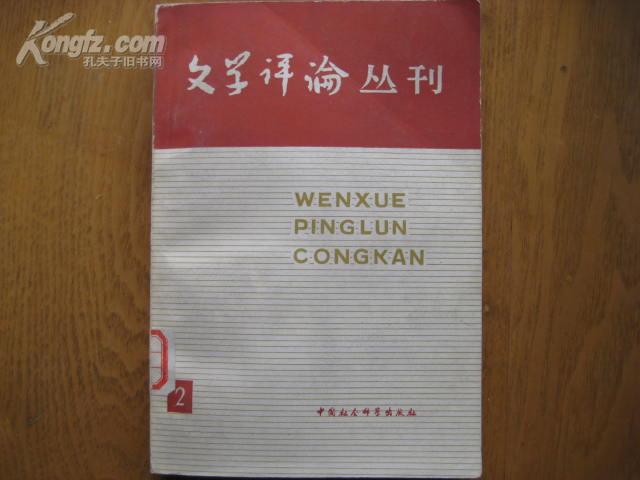 Kongfz.com
孔夫子旧书网
文学评論丛刊
WENXUE
PINGLUN
CONGKAN
2
中国社会科学出版社